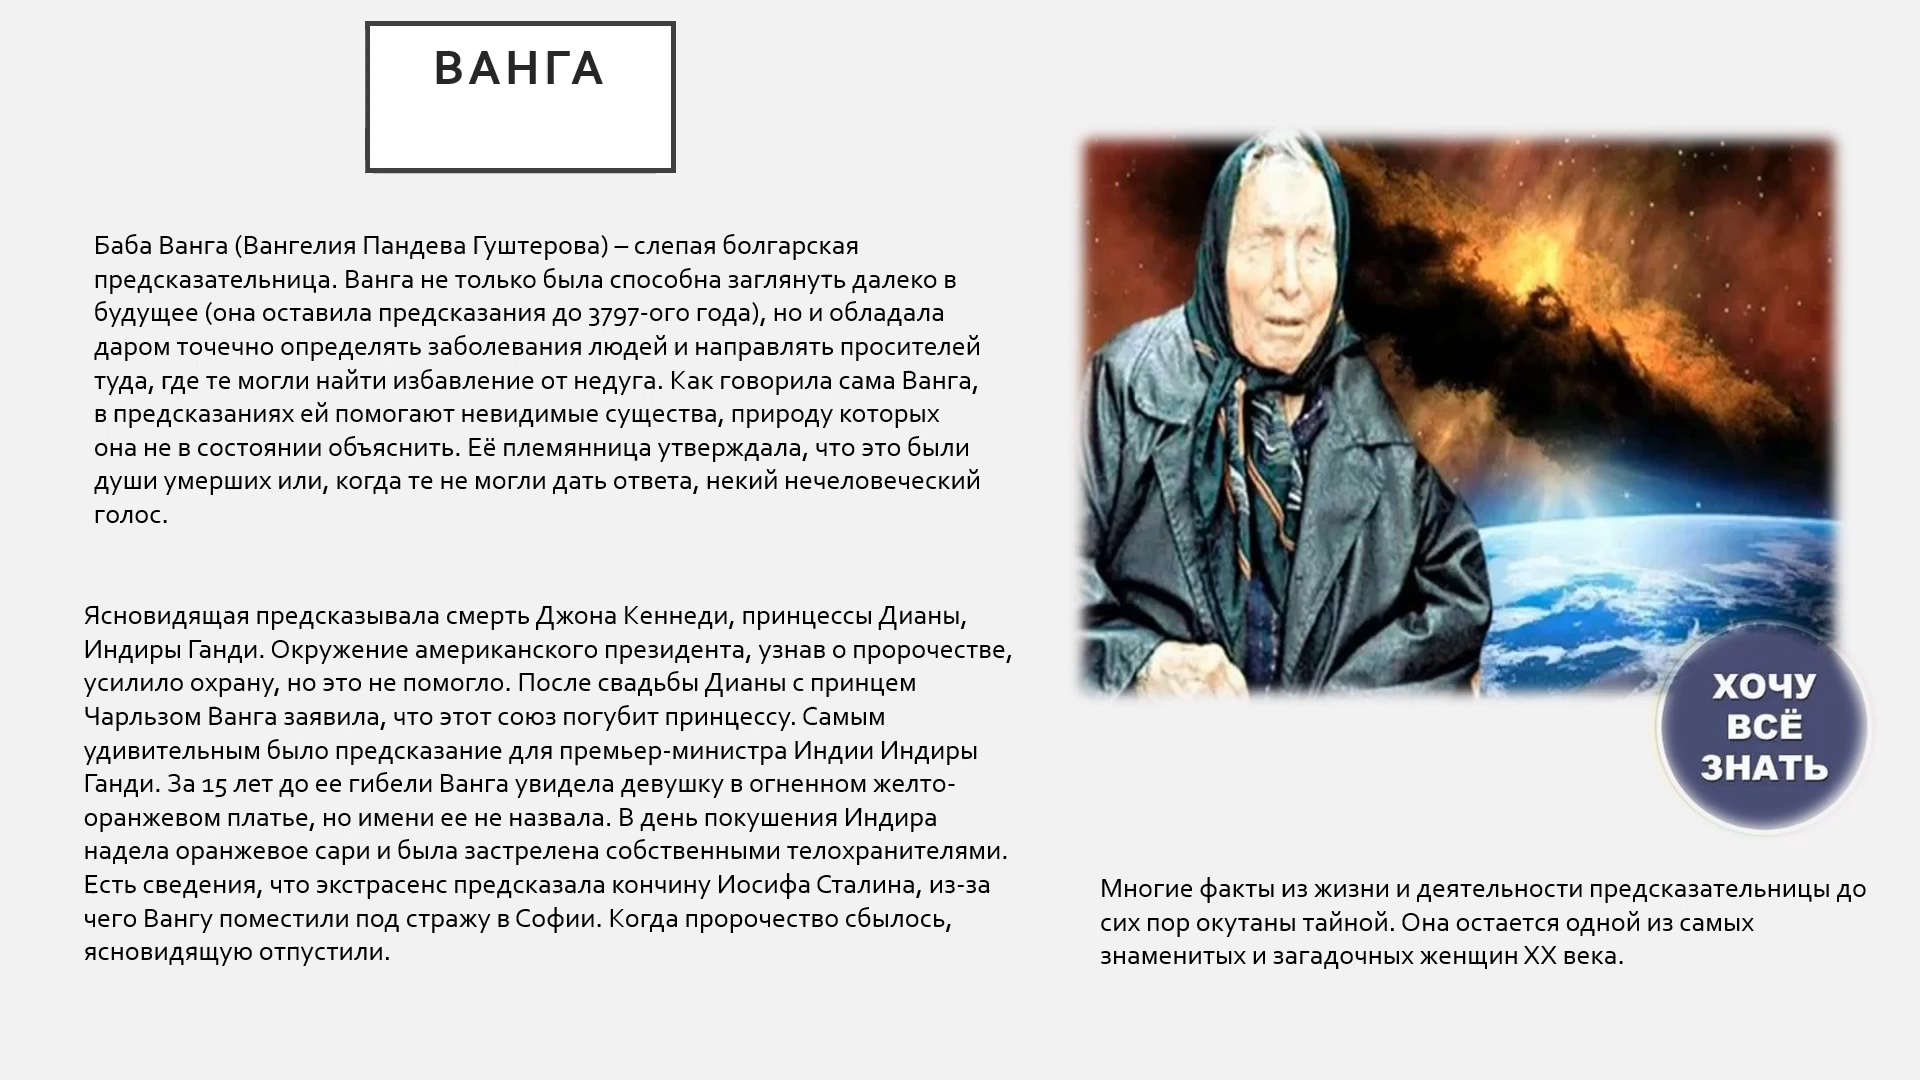 ВАНГА
Баба Ванга (Вангелия Пандева Гуштерова) – слепая болгарская
предсказательница. Ванга не только была способна заглянуть далеко в
будущее (она оставила предсказания до 3797-ого года), но и обладала
даром точечно определять заболевания людей и направлять просителей
туда, где те могли найти избавление от недуга. Как говорила сама Ванга,
в предсказаниях ей помогают невидимые существа, природу которых
она не в состоянии объяснить. Её племянница утверждала, что это были
души умерших или, когда те не могли дать ответа, некий нечеловеческий
голос.
Ясновидящая предсказывала смерть Джона Кеннеди, принцессы Дианы,
Индиры Ганди. Окружение американского президента, узнав о пророчестве,
усилило охрану, но это не помогло. После свадьбы Дианы с принцем
Чарльзом Ванга заявила, что этот союз погубит принцессу. Самым
удивительным было предсказание для премьер-министра Индии Индиры
Ганди. За 15 лет до ее гибели Ванга увидела девушку в огненном желто-
оранжевом платье, но имени ее не назвала. В день покушения Индира
надела оранжевое сари и была застрелена собственными телохранителями.
Есть сведения, что экстрасенс предсказала кончину Иосифа Сталина, из-за
чего Вангу поместили под стражу в Софии. Когда пророчество сбылось,
ясновидящую отпустили.
ХОЧУ
ВСЁ
ЗНАТЬ
Многие факты из жизни и деятельности предсказательницы до
сих пор окутаны тайной. Она остается одной из самых
знаменитых и загадочных женщин XX века.